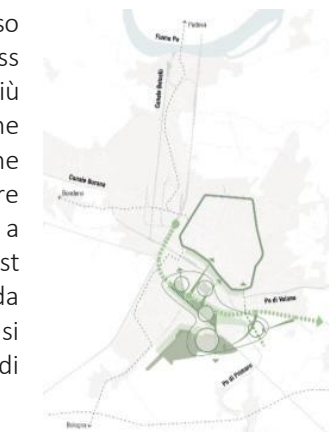 so
ss
iù
ne
ne
re
a
st
da
si
di
Padova
Fiume Po
Canale Boicelli
Canale Burana
Bondeno
Po di Volano
Po di Primaro
Bologna